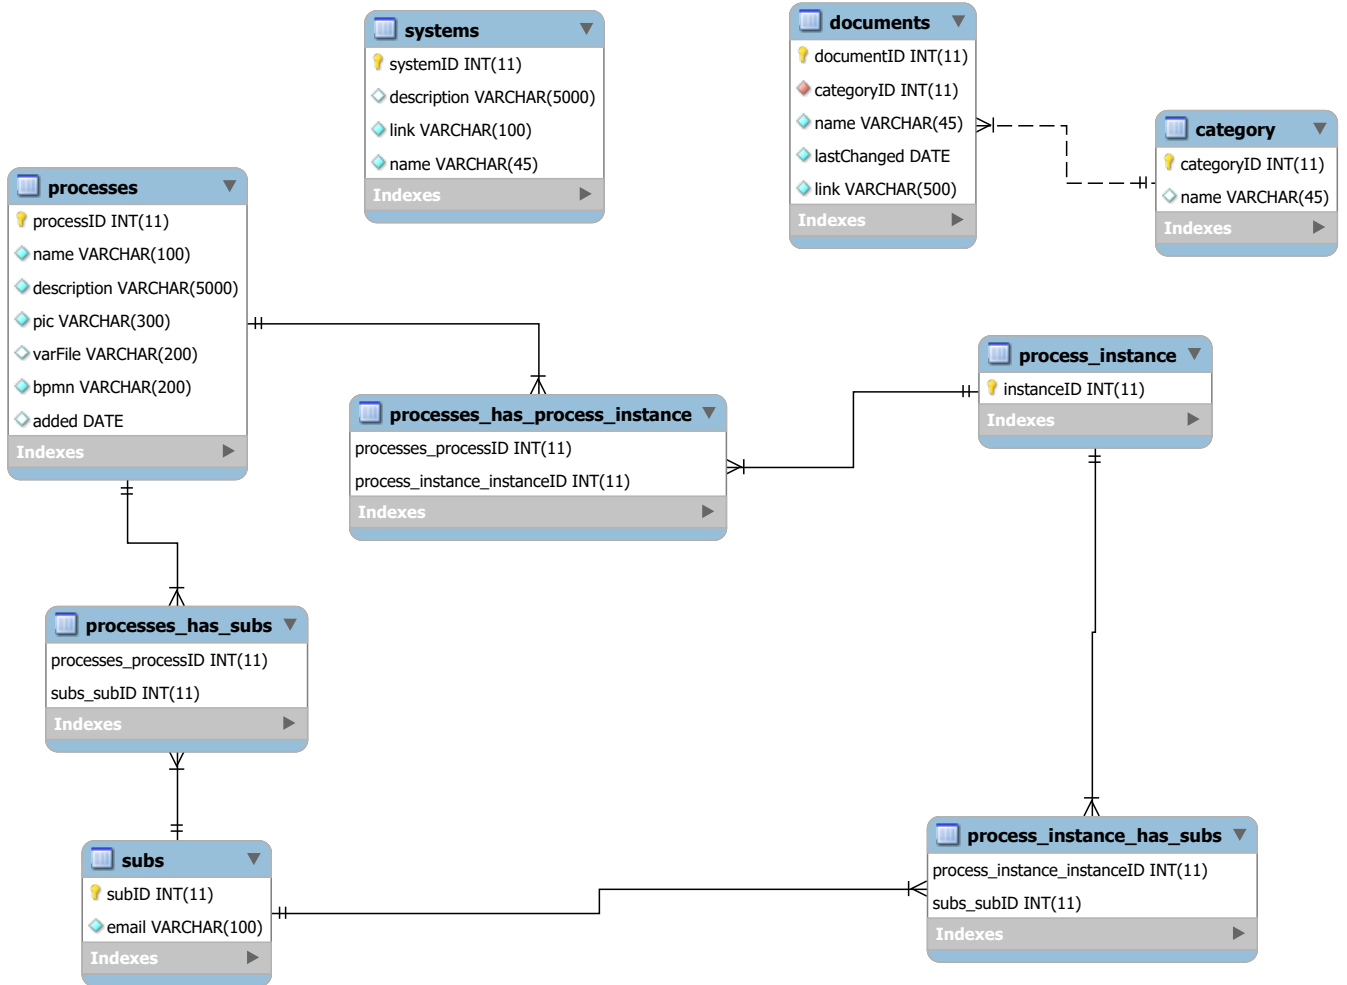 systems
systemID INT(11)
description VARCHAR(5000)
link VARCHAR(100)
name VARCHAR(45)
Indexes
documents
documentID INT(11)
categoryID INT(11)
name VARCHAR(45)
lastChanged DATE
link VARCHAR(500)
Indexes
category
categoryID INT(11)
name VARCHAR(45)
Indexes
processes
processID INT(11)
name VARCHAR(100)
description VARCHAR(5000)
pic VARCHAR(300)
varFile VARCHAR(200)
bpmn VARCHAR(200)
added DATE
Indexes
processes_has_process_instance
processes_processID INT(11)
process_instance_instanceID INT(11)
Indexes
process_instance
instanceID INT(11)
Indexes
processes_has_subs
processes_processID INT(11)
subs_subID INT(11)
Indexes
subs
subID INT(11)
email VARCHAR(100)
Indexes
process_instance_has_subs
process_instance_instanceID INT(11)
subs_subID INT(11)
Indexes